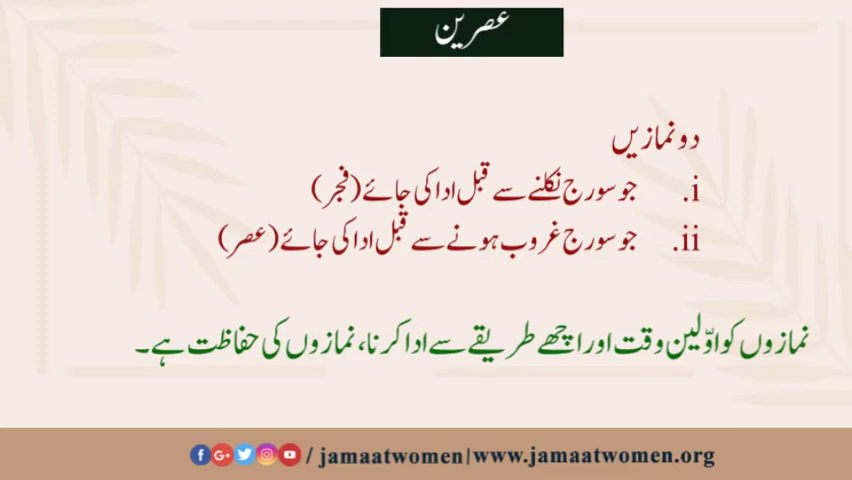 عصرین
دو نمازیں
i. جو سورج نکلنے سے قبل ادا کی جائے (فجر)
ii. جو سورج غروب ہونے سے قبل ادا کی جائے (عصر)
نمازوں کو اوّلین وقت اور اچھے طریقے سے ادا کرنا، نمازوں کی حفاظت ہے۔
/ jamaatwomen|www.jamaatwomen.org